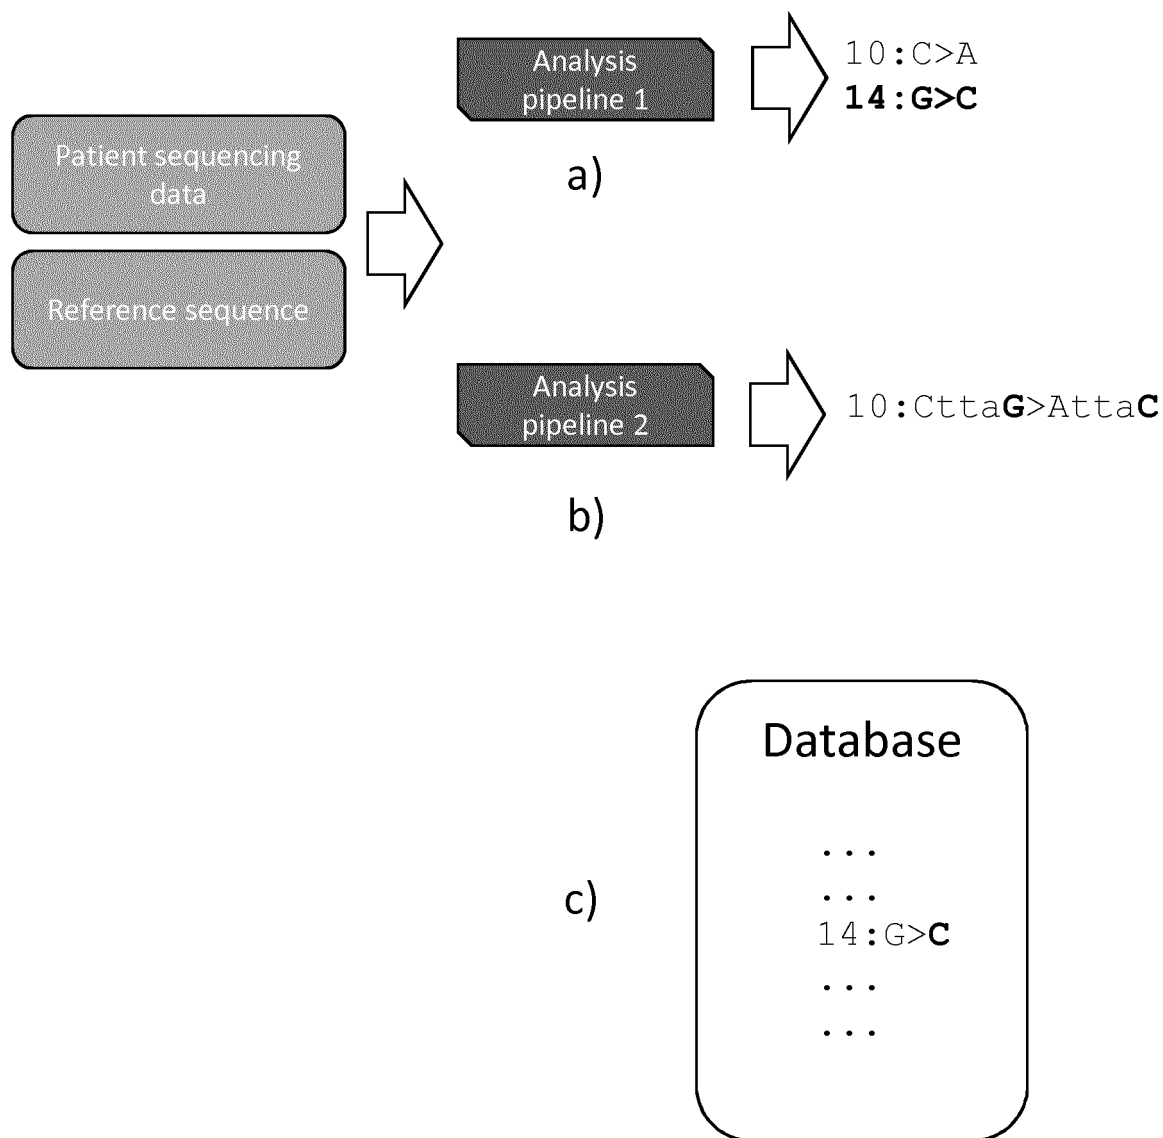 Patient sequencing
data
Reference sequence
Analysis
pipeline 1
10:C>A
14:G>C
a)
Analysis
pipeline 2
10:CttaG>AttaC
b)
Database
...
...
c)
14:G>C
...
...